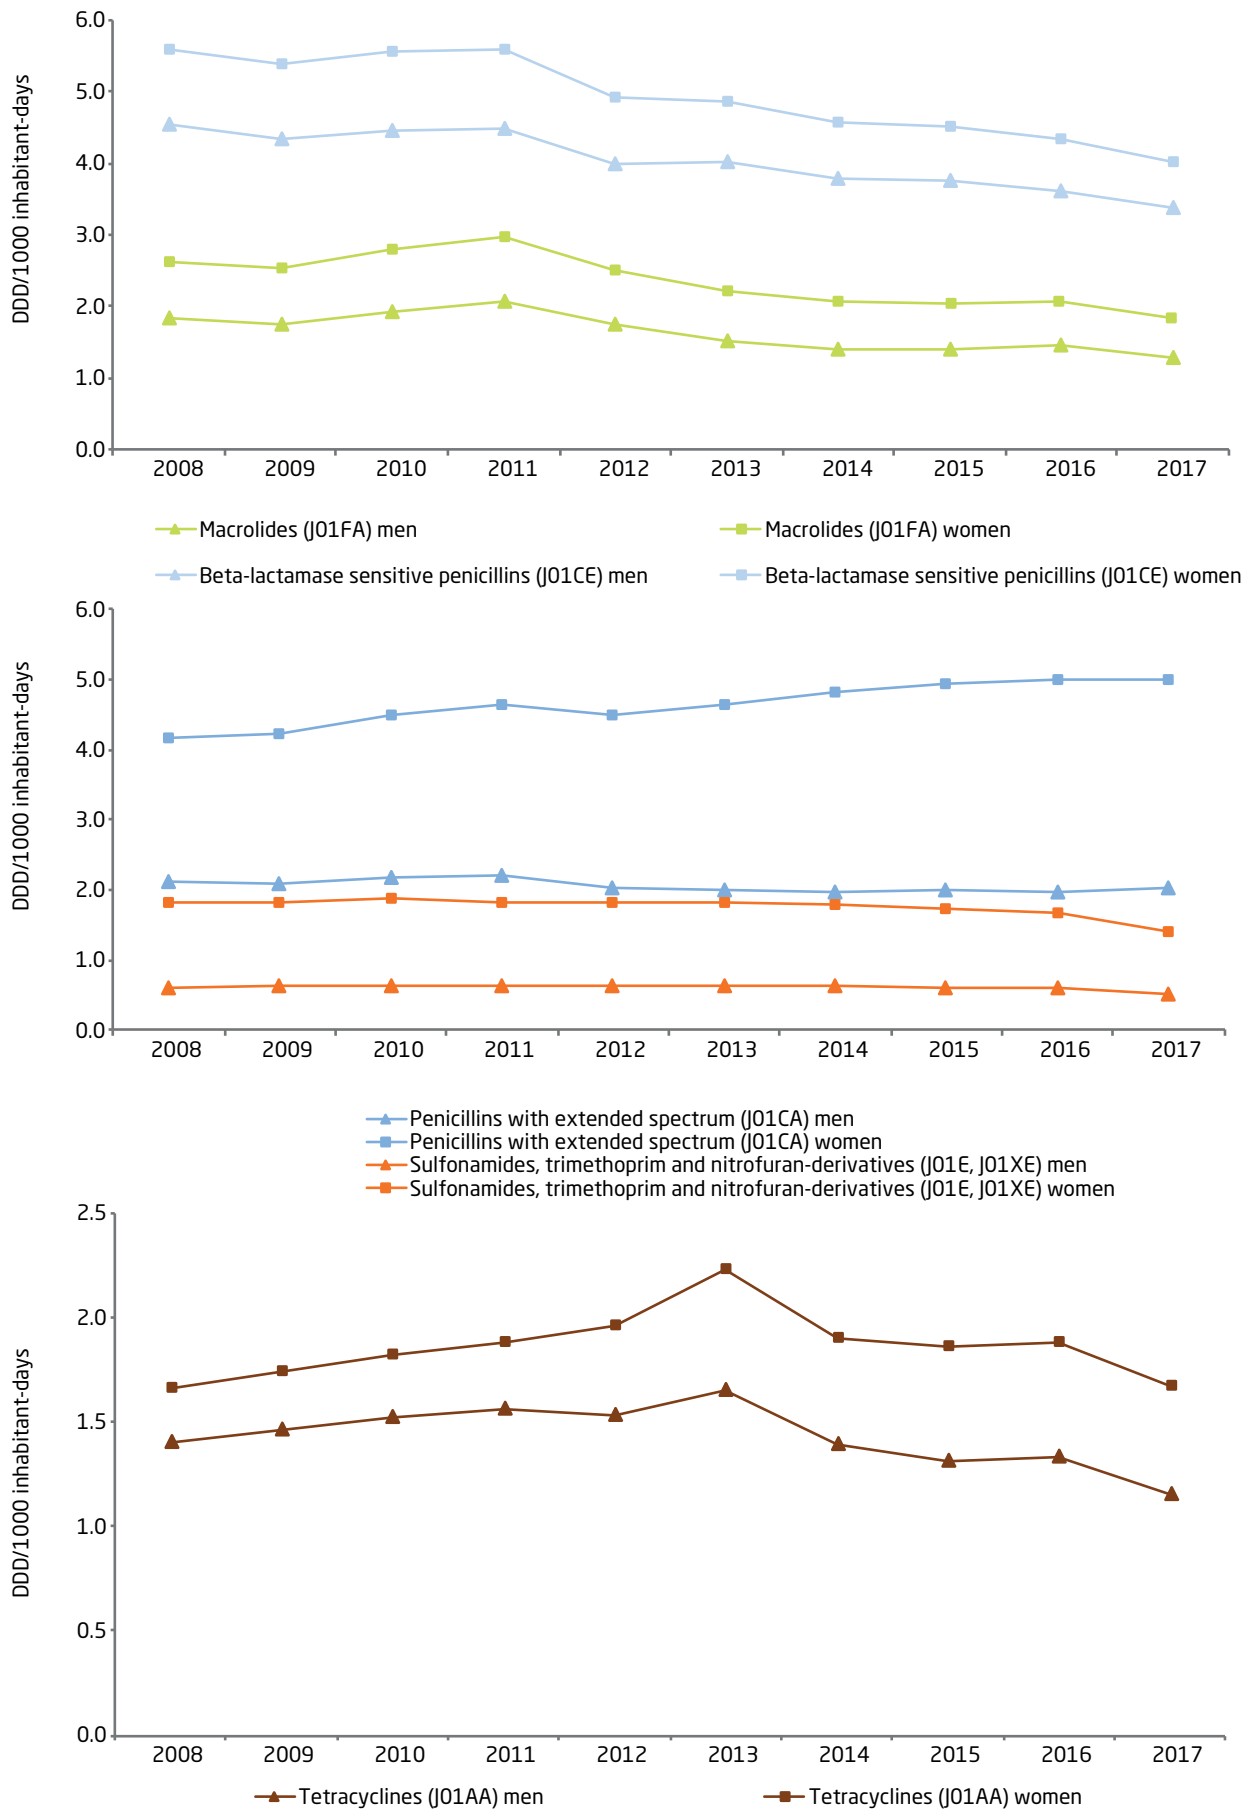 DDD/1000 inhabitant-days
6.0
5.0
4.0
3.0
2.0
1.0
0.0
2008 2009 2010 2011 2012 2013 2014 2015 2016 2017
Macrolides (J01FA) men
Macrolides (J01FA) women
Beta-lactamase sensitive penicillins (J01CE) men
Beta-lactamase sensitive penicillins (J01CE) women
DDD/1000 inhabitant-days
6.0
5.0
4.0
3.0
2.0
1.0
0.0
2008 2009 2010 2011 2012 2013 2014 2015 2016 2017
Penicillins with extended spectrum (J01CA) men
Penicillins with extended spectrum (J01CA) women
Sulfonamides, trimethoprim and nitrofuran-derivatives (J01E, J01XE) men
Sulfonamides, trimethoprim and nitrofuran-derivatives (J01E, J01XE) women
DDD/1000 inhabitant-days
2.5
2.0
1.5
1.0
0.5
0.0
2008 2009 2010 2011 2012 2013 2014 2015 2016 2017
Tetracyclines (J01AA) men
Tetracyclines (J01AA) women